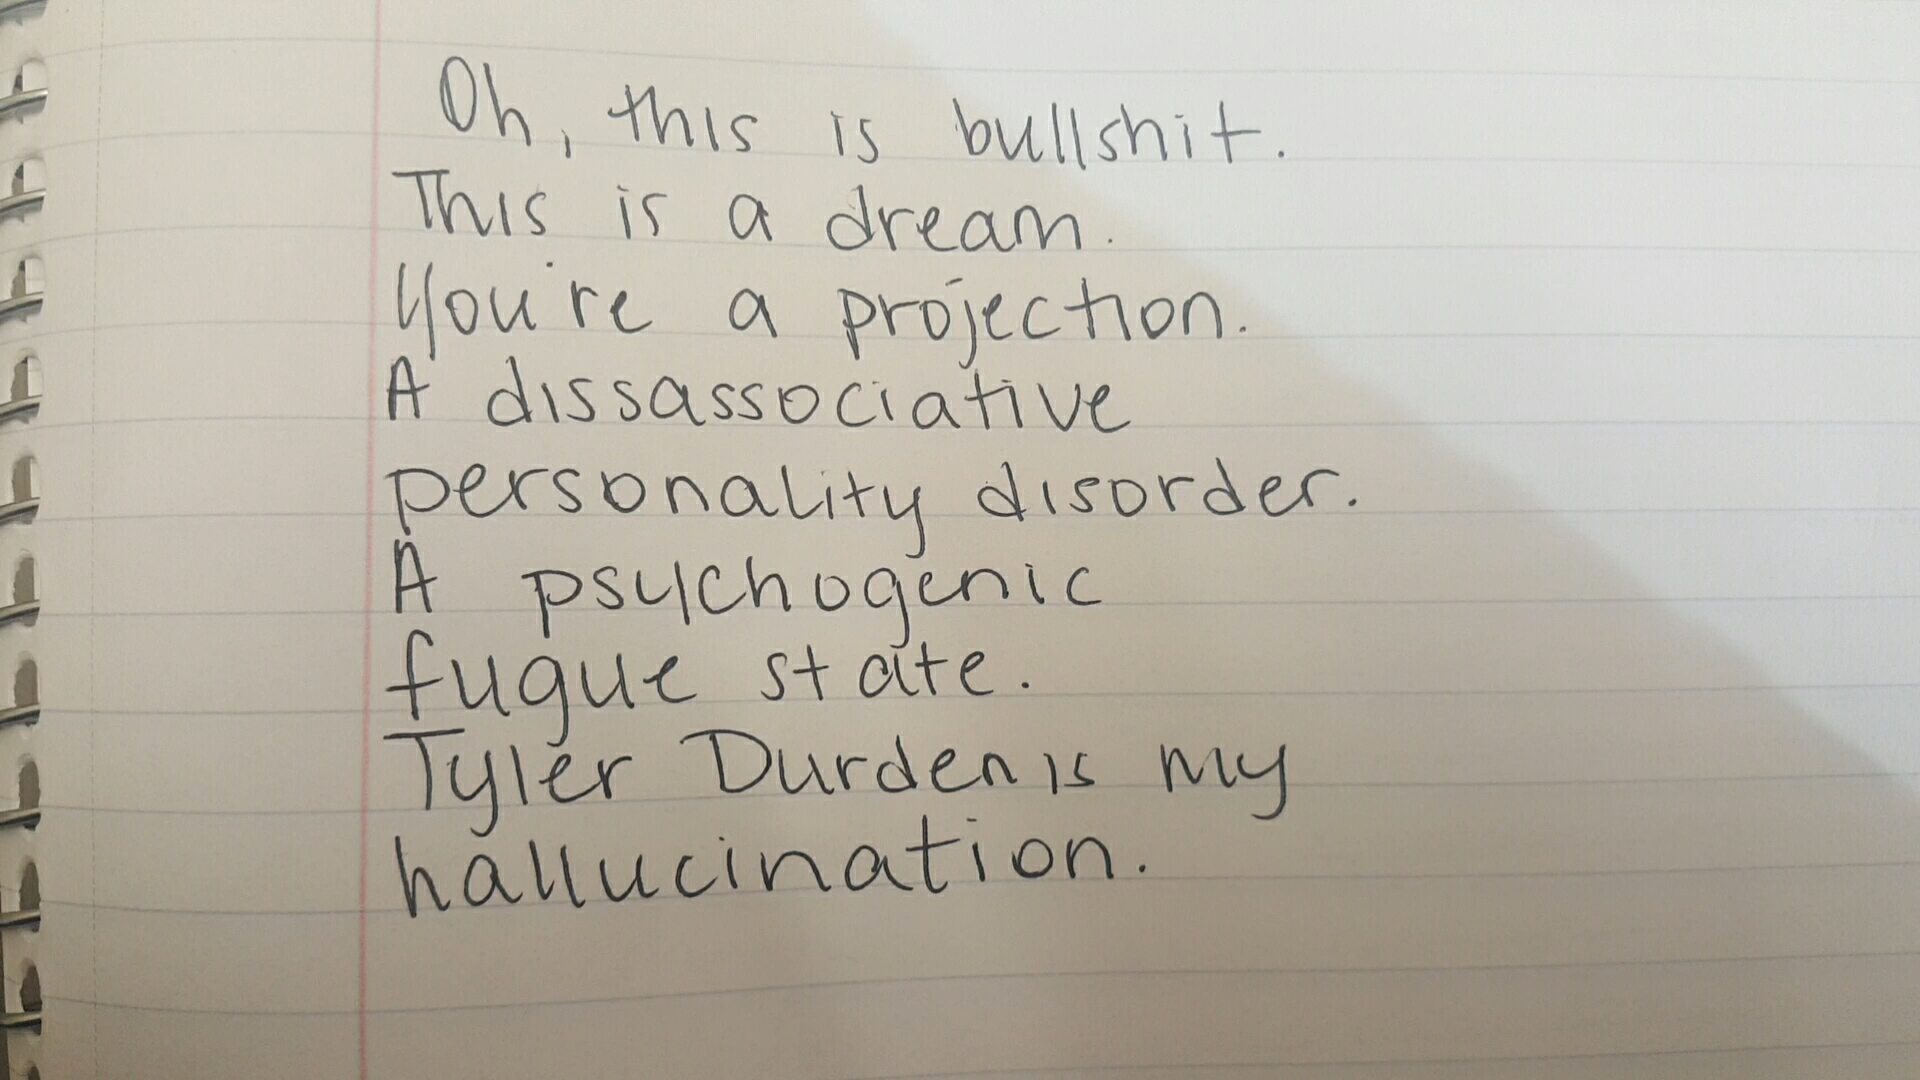 Oh, this is bullshit.
This is a dream.
You're a projection.
A dissassociative
personality disorder.
A psychogenic
fugue state.
Tyler Durden is my
hallucination.